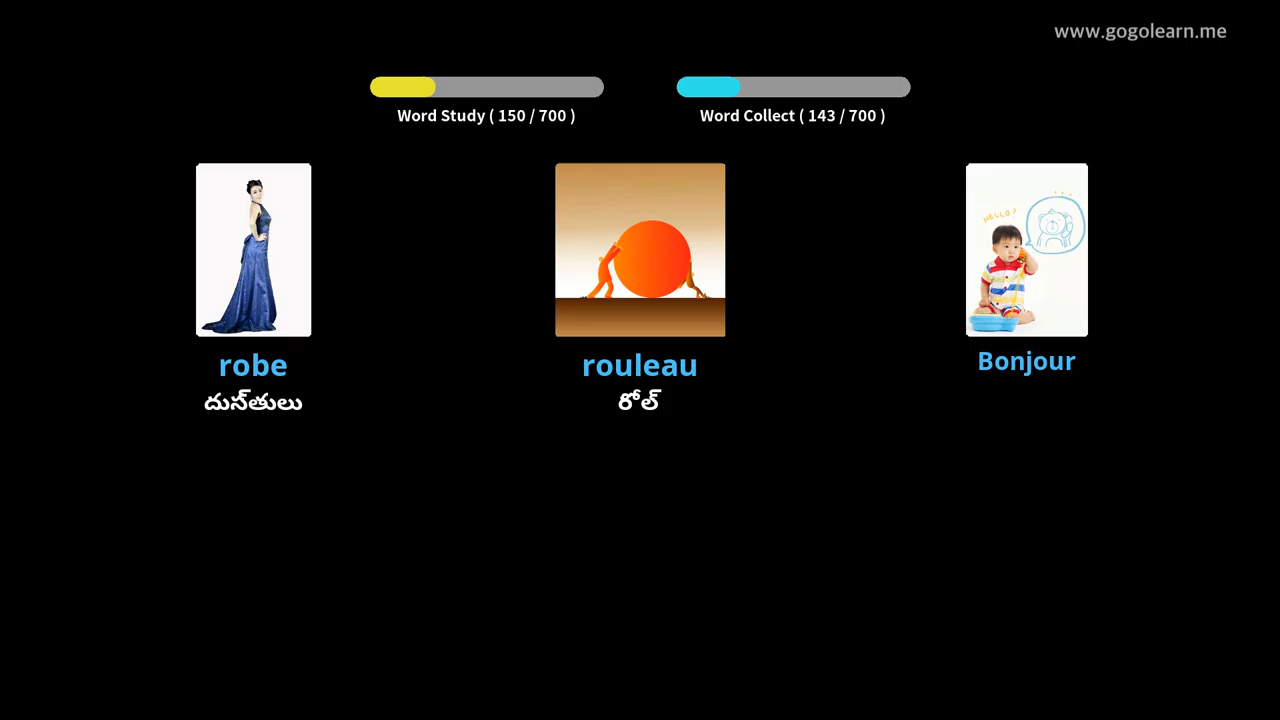 www.gogolearn.me
Word Study ( 150 / 700 )
Word Collect ( 143 / 700 )
HELLO?
robe
rouleau
Bonjour
దుస్తులు
రోల్